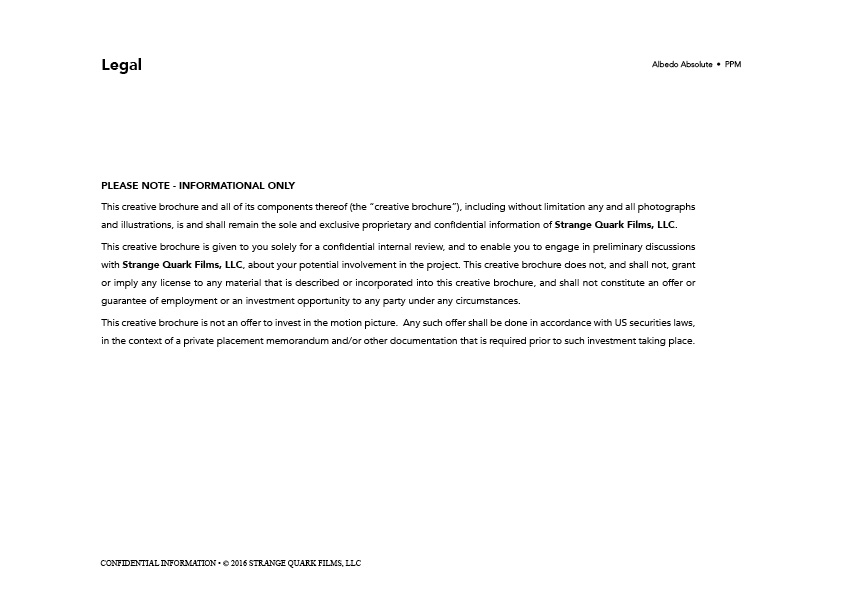 Legal
Albedo Absolute • PPM
PLEASE NOTE - INFORMATIONAL ONLY
This creative brochure and all of its components thereof (the “creative brochure”), including without limitation any and all photographs
and illustrations, is and shall remain the sole and exclusive proprietary and confidential information of Strange Quark Films, LLC.
This creative brochure is given to you solely for a confidential internal review, and to enable you to engage in preliminary discussions
with Strange Quark Films, LLC, about your potential involvement in the project. This creative brochure does not, and shall not, grant
or imply any license to any material that is described or incorporated into this creative brochure, and shall not constitute an offer or
guarantee of employment or an investment opportunity to any party under any circumstances.
This creative brochure is not an offer to invest in the motion picture.  Any such offer shall be done in accordance with US securities laws,
in the context of a private placement memorandum and/or other documentation that is required prior to such investment taking place.
CONFIDENTIAL INFORMATION • © 2016 STRANGE QUARK FILMS, LLC